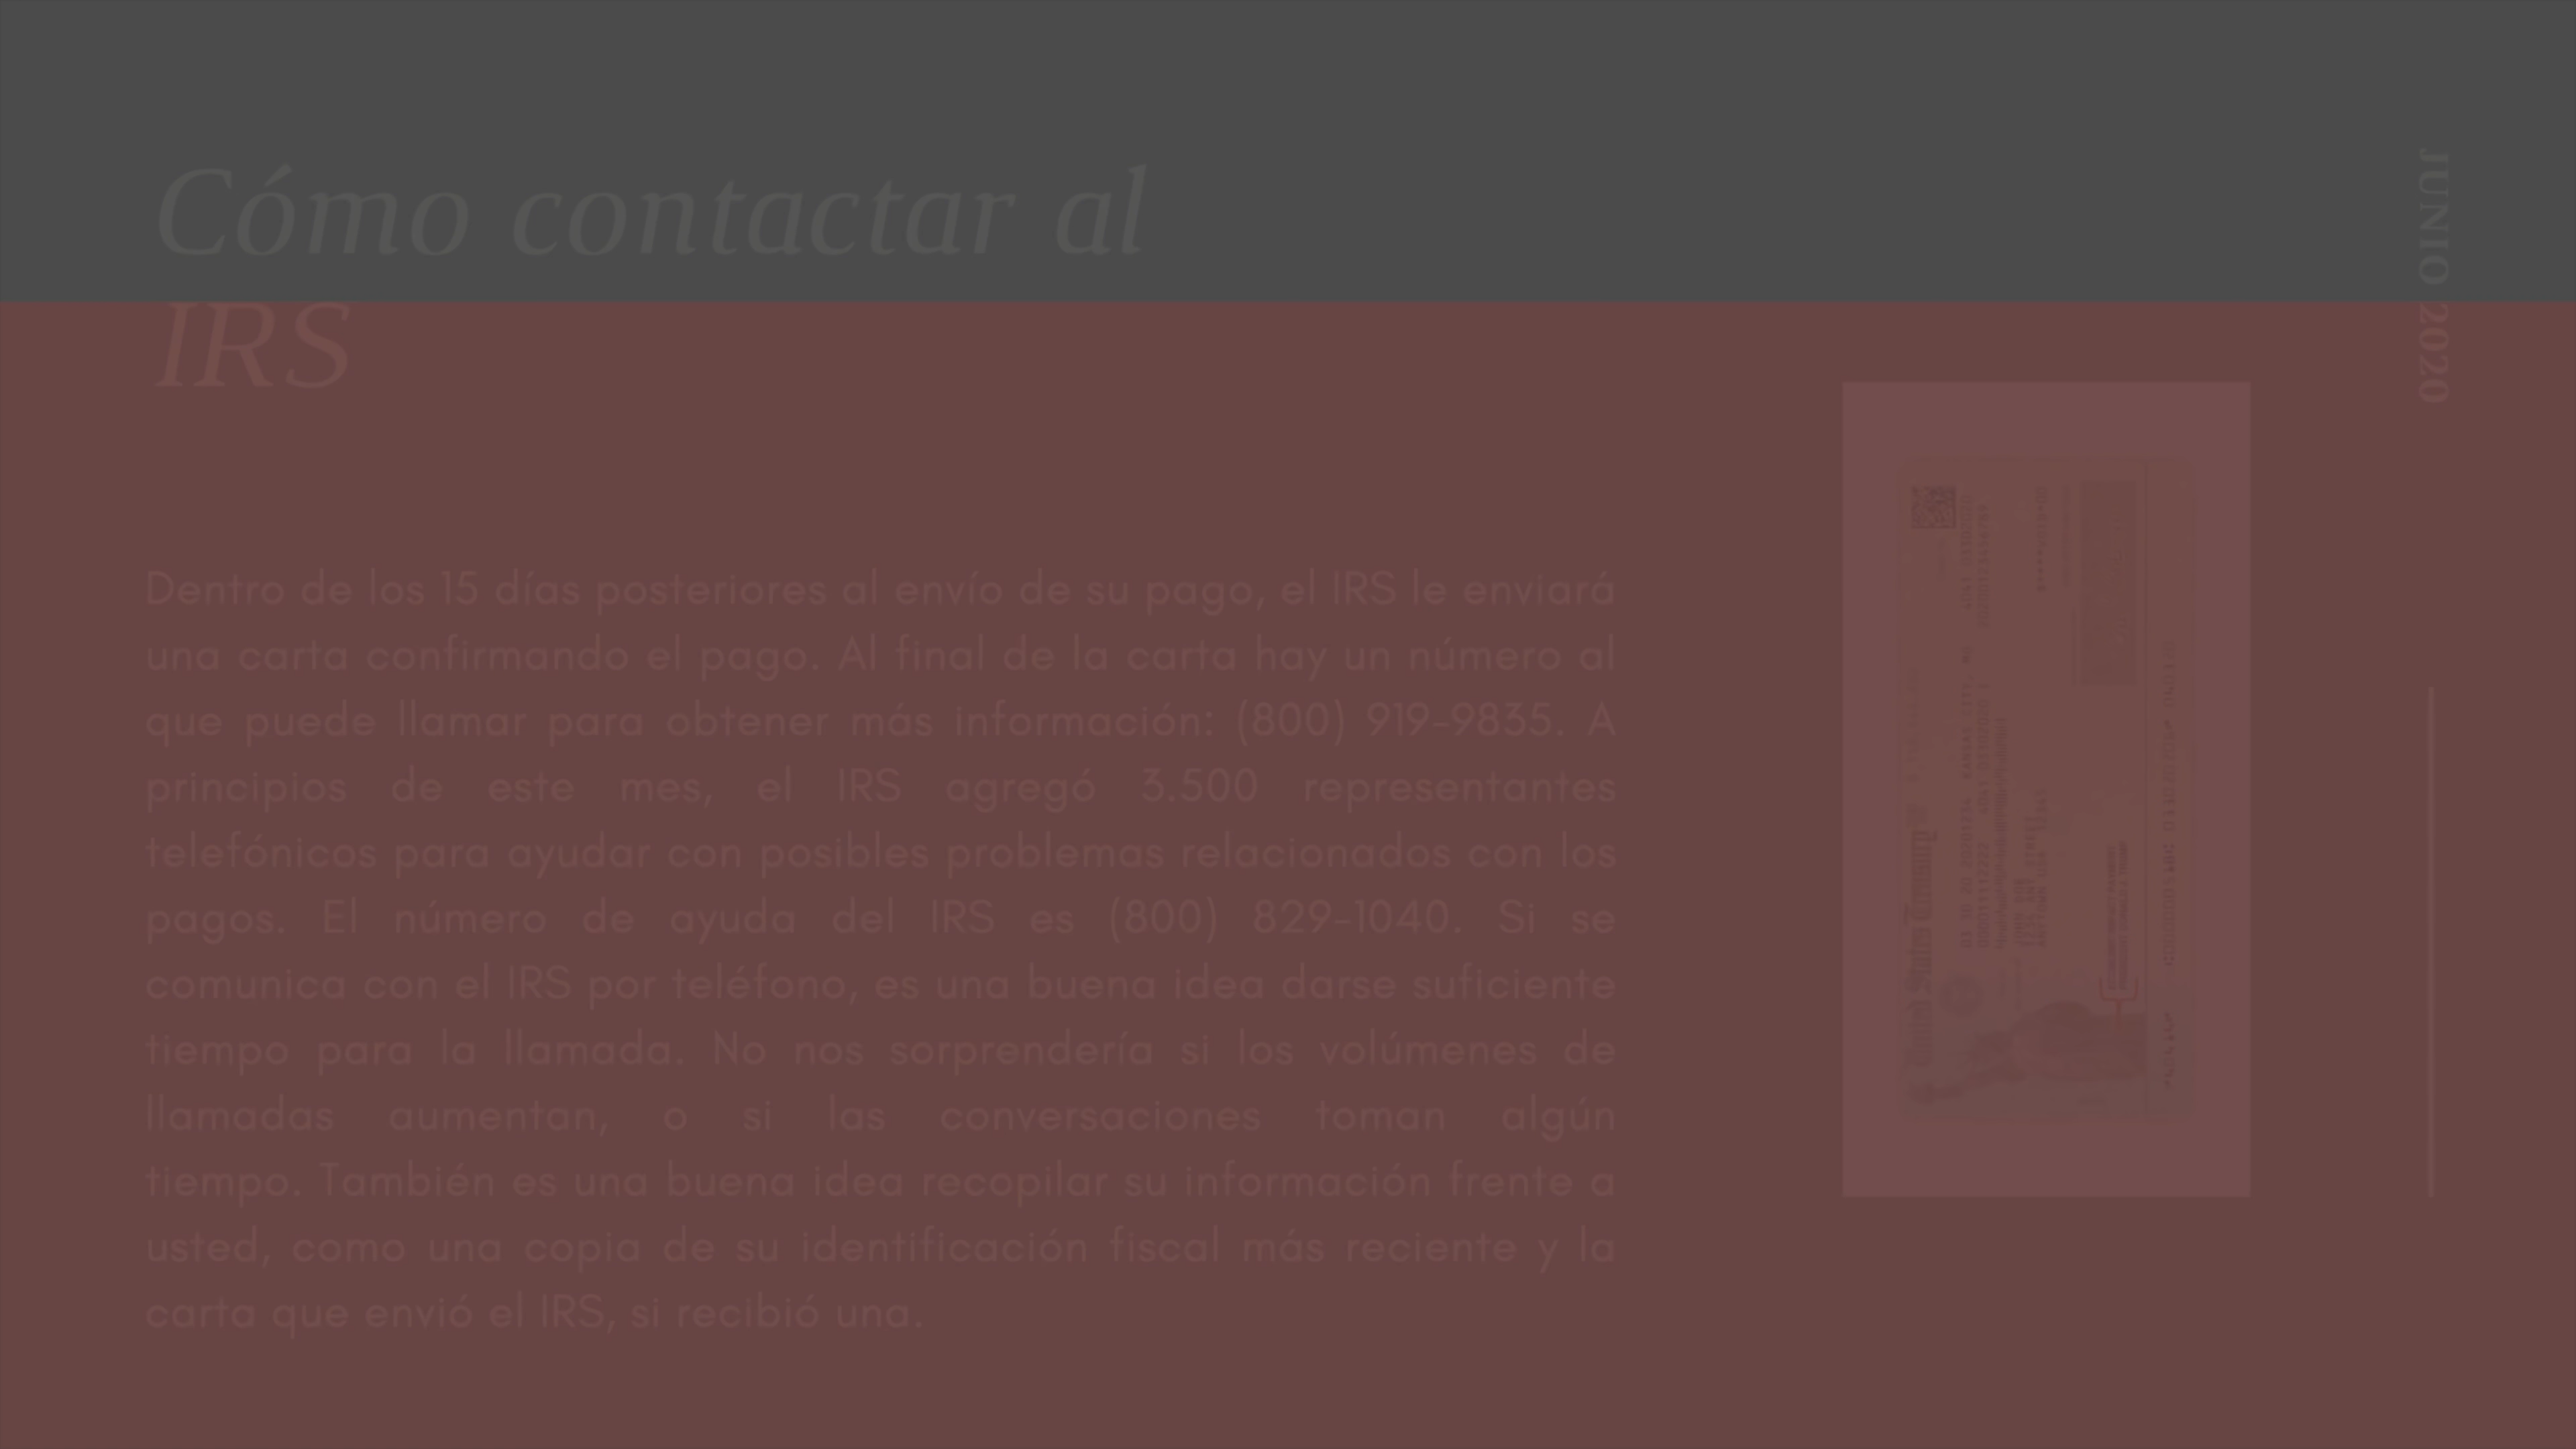 Cómo contactar al
IRS
JUNIO 2020
Dentro de los 15 días posteriores al envío de su pago, el IRS le enviará
una carta confirmando el pago. Al final de la carta hay un número al
que puede llamar para obtener más información: (800) 919-9835. A
principios de este mes, el IRS agregó 3.500 representantes
telefónicos para ayudar con posibles problemas relacionados con los
pagos. El número de ayuda del IRS es (800) 829-1040. Si se
comunica con el IRS por teléfono, es una buena idea darse suficiente
tiempo para la llamada. No nos sorprendería si los volúmenes de
llamadas aumentan, o si las conversaciones toman algún
tiempo. También es una buena idea recopilar su información frente a
usted, como una copia de su identificación fiscal más reciente y la
carta que envió el IRS, si recibió una.
United States Treasury
KANSAS CITY,